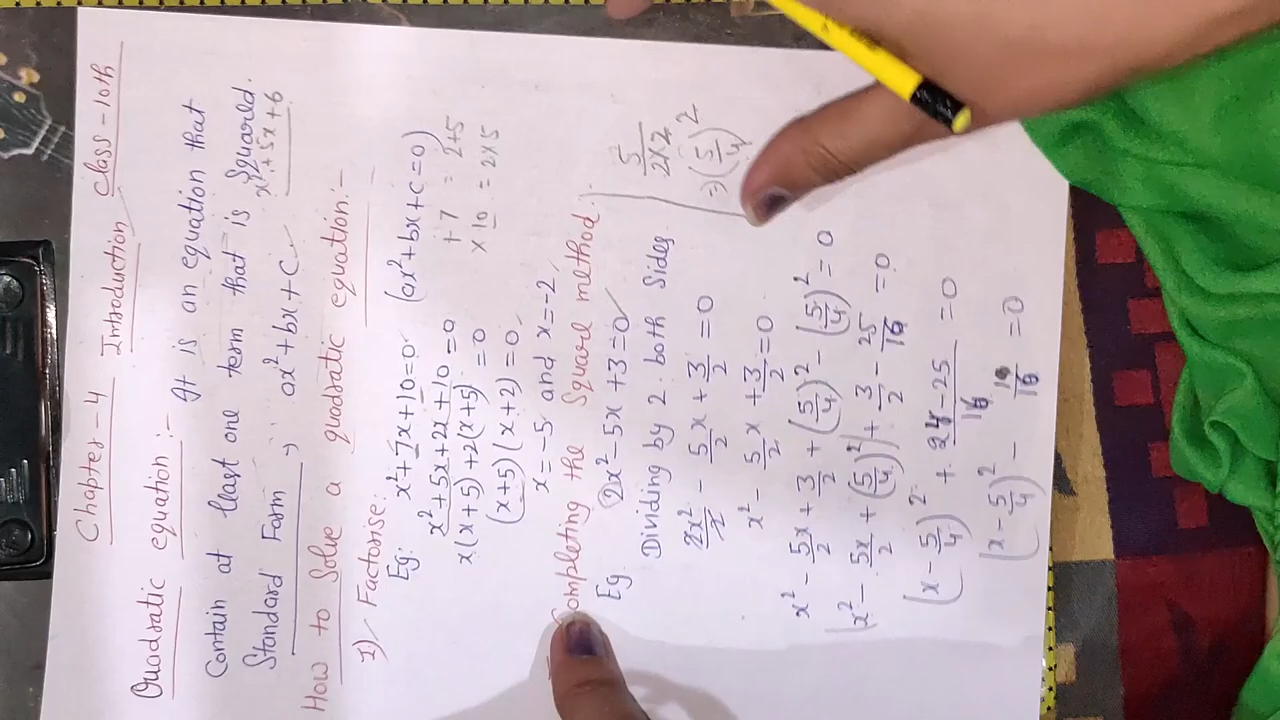 Chapter-4 Introduction Class-10th
Quadratic equation :- It is an equation that
Contain at least one term that is Squared.
Standard Form , ax²+bx+c
x²+5x+6
How to Solve a quadratic equation:-
1) Factorise:
Eg: x²+7x+10=0 (ax²+bx+c=0)
x²+5x+2x+10=0
+7 = 2+5
x(x+5)+2(x+5)=0
×10 = 2×5
(x+5)(x+2)=0
x=-5 and x=-2
Completing the Square method:
Eg. 2x²-5x+3=0
5/2×2
Dividing by 2 both Sides
⇒(5/4)²
2x²/2 - 5/2 x + 3/2 = 0
x² - 5/2 x + 3/2 = 0
x² - 5x/2 + 3/2 + (5/4)² - (5/4)² = 0
(x² - 5x/2 + (5/4)²) + 3/2 - 25/16 = 0
(x - 5/4)² + 24-25/16 = 0
(x - 5/4)² - /16 = 0